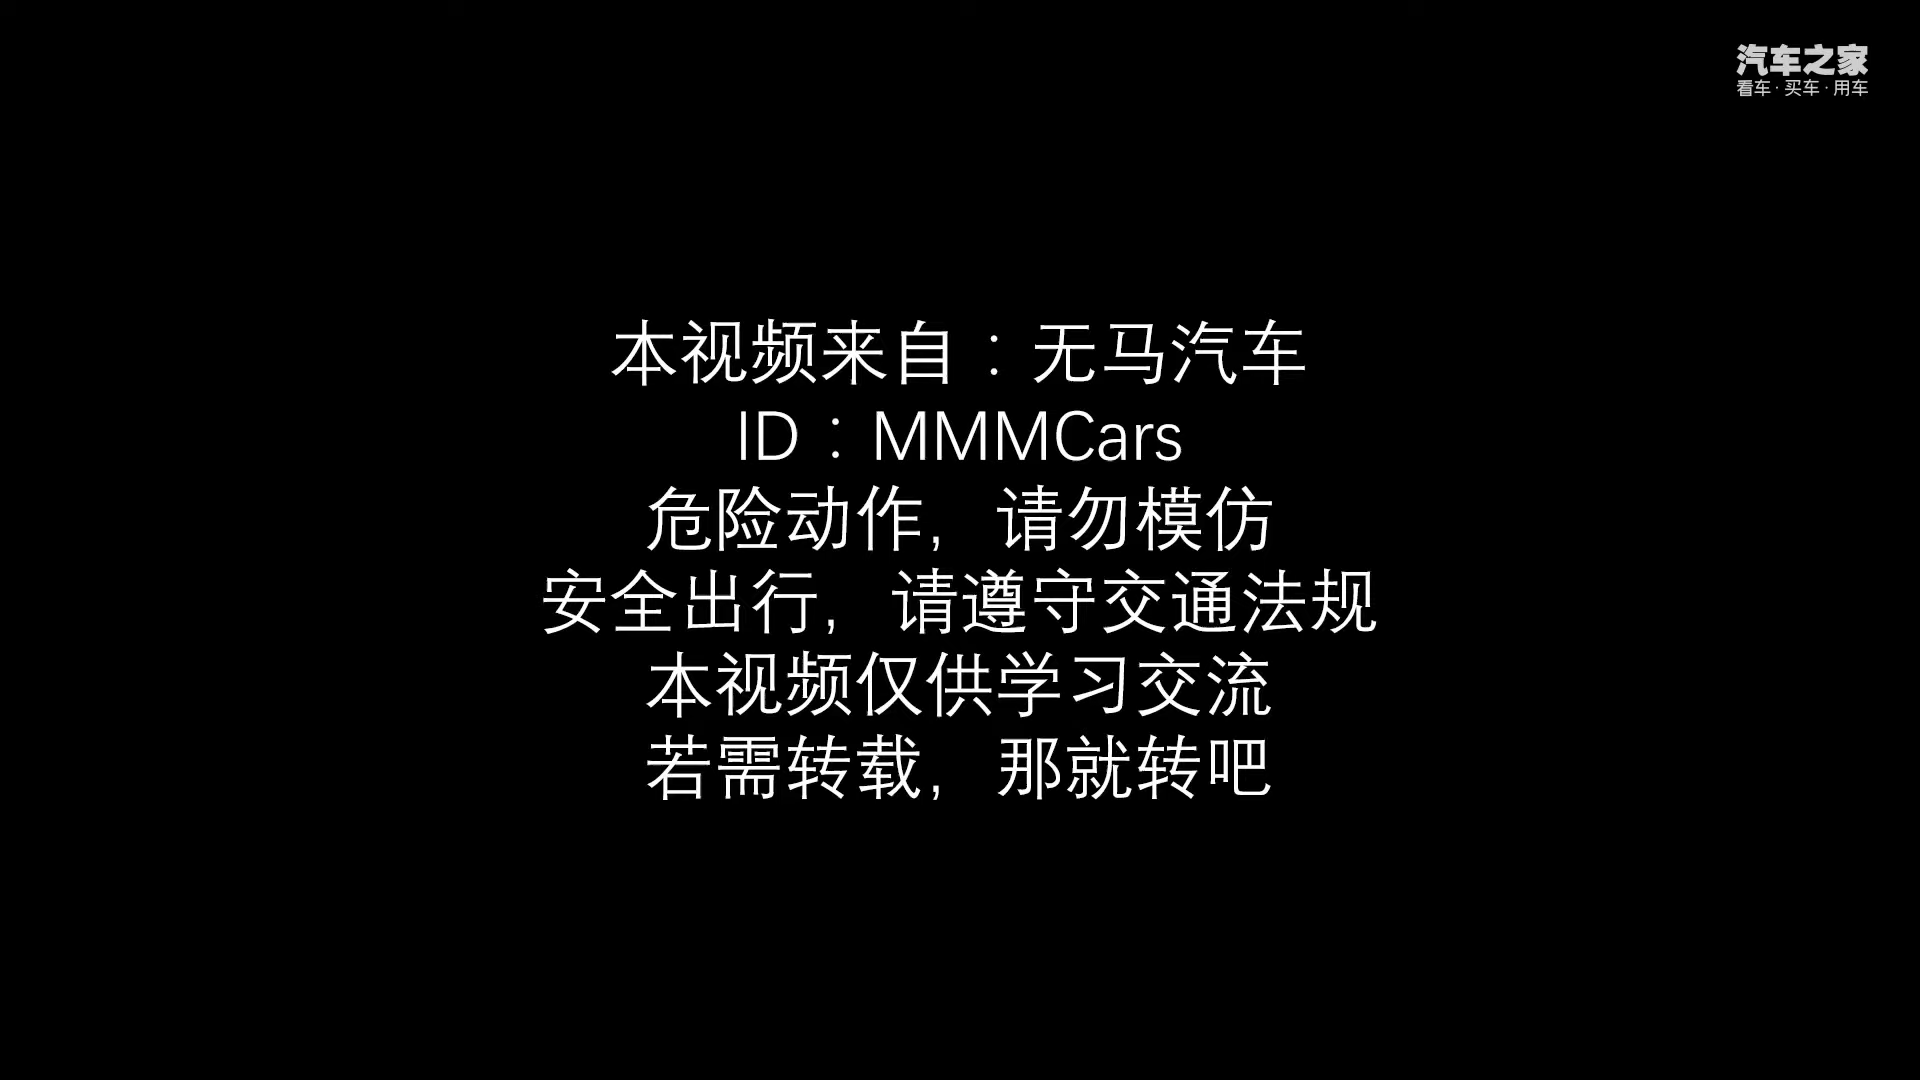 汽车之家
看车·买车·用车
本视频来自：无马汽车
ID：MMMCars
危险动作，请勿模仿
安全出行，请遵守交通法规
本视频仅供学习交流
若需转载，那就转吧